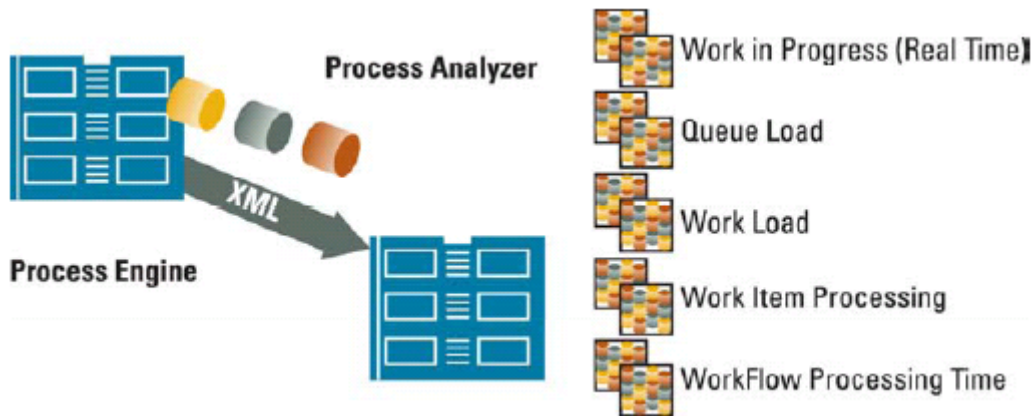 Process Analyzer
XML
Process Engine
Work in Progress (Real Time)
Queue Load
Work Load
Work Item Processing
WorkFlow Processing Time